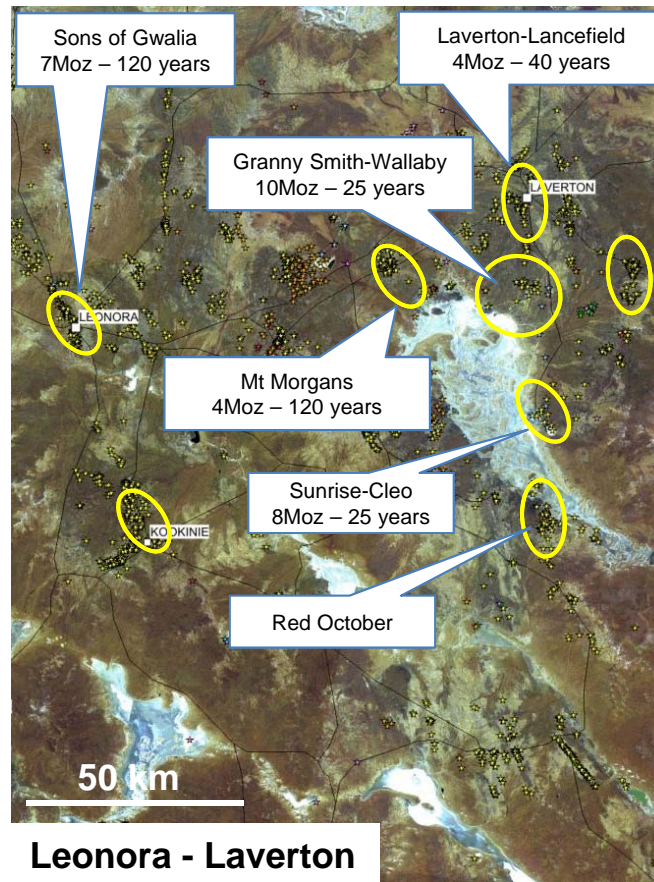 Sons of Gwalia
7Moz – 120 years
Laverton-Lancefield
4Moz – 40 years
Granny Smith-Wallaby
10Moz – 25 years
LAVERTON
LEONORA
Mt Morgans
4Moz – 120 years
Sunrise-Cleo
8Moz – 25 years
KOOKINIE
Red October
50 km
Leonora - Laverton